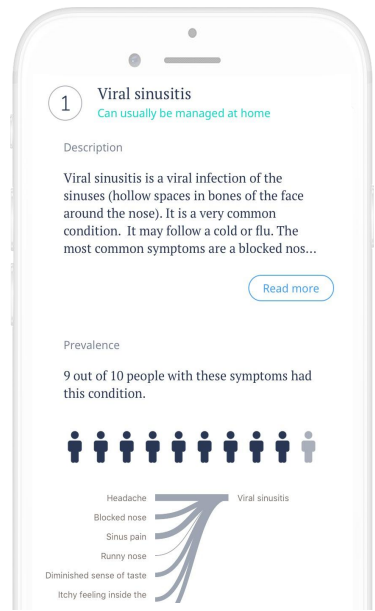 1
Viral sinusitis
Can usually be managed at home
Description
Viral sinusitis is a viral infection of the
sinuses (hollow spaces in bones of the face
around the nose). It is a very common
condition.  It may follow a cold or flu. The
most common symptoms are a blocked nos...
Read more
Prevalence
9 out of 10 people with these symptoms had
this condition.
Headache
Viral sinusitis
Blocked nose
Sinus pain
Runny nose
Diminished sense of taste
Itchy feeling inside the